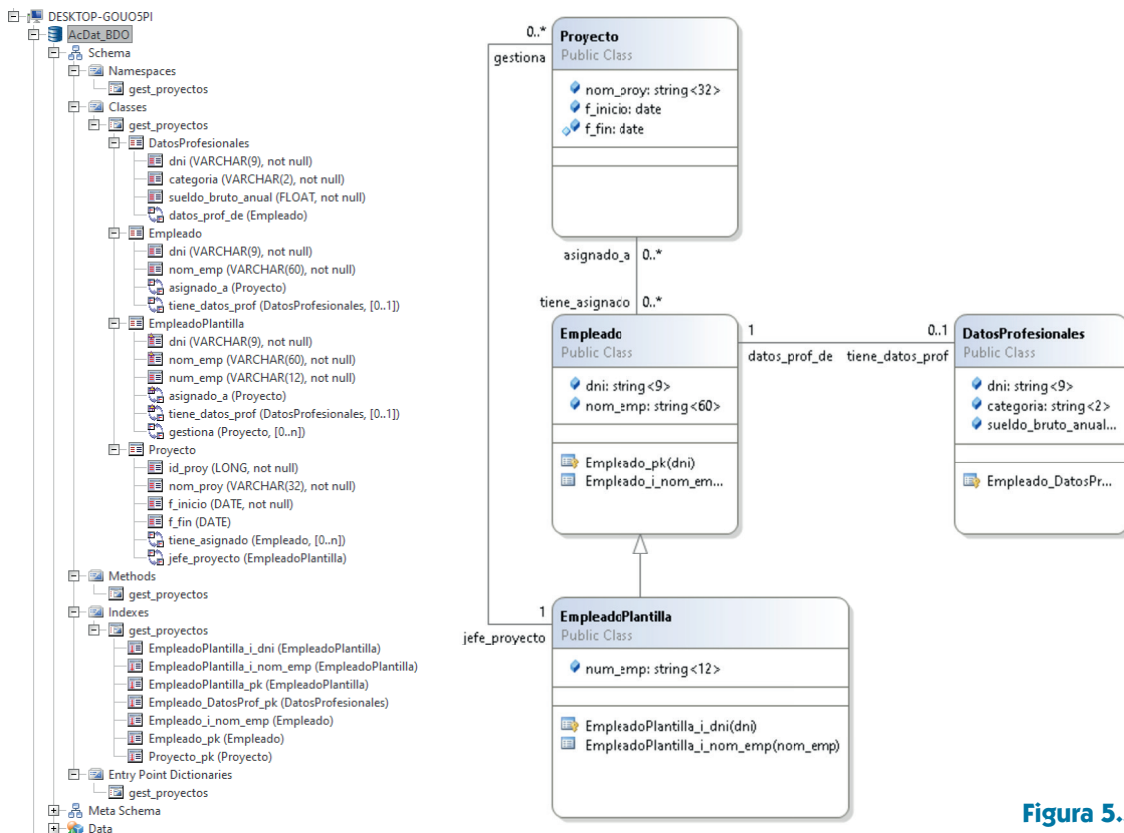 DESKTOP-GOUO5PI
AcDat_BDO
Schema
Namespaces
gest_proyectos
Classes
gest_proyectos
DatosProfesionales
dni (VARCHAR(9), not null)
categoria (VARCHAR(2), not null)
sueldo_bruto_anual (FLOAT, not null)
datos_prof_de (Empleado)
Empleado
dni (VARCHAR(9), not null)
nom_emp (VARCHAR(60), not null)
asignado_a (Proyecto)
tiene_datos_prof (DatosProfesionales, [0..1])
EmpleadoPlantilla
dni (VARCHAR(9), not null)
nom_emp (VARCHAR(60), not null)
num_emp (VARCHAR(12), not null)
asignado_a (Proyecto)
tiene_datos_prof (DatosProfesionales, [0..1])
gestiona (Proyecto, [0..n])
Proyecto
id_proy (LONG, not null)
nom_proy (VARCHAR(32), not null)
f_inicio (DATE, not null)
f_fin (DATE)
tiene_asignado (Empleado, [0..n])
jefe_proyecto (EmpleadoPlantilla)
Methods
gest_proyectos
Indexes
gest_proyectos
EmpleadoPlantilla_i_dni (EmpleadoPlantilla)
EmpleadoPlantilla_i_nom_emp (EmpleadoPlantilla)
EmpleadoPlantilla_pk (EmpleadoPlantilla)
Empleado_DatosProf_pk (DatosProfesionales)
Empleado_i_nom_emp (Empleado)
Empleado_pk (Empleado)
Proyecto_pk (Proyecto)
Entry Point Dictionaries
gest_proyectos
Meta Schema
Data
0..*
gestiona
Proyecto
Public Class
nom_proy: string<32>
f_inicio: date
f_fin: date
asignado_a 0..*
tiene_asignado 0..*
Empleado
Public Class
dni: string<9>
nom_emp: string<60>
Empleado_pk(dni)
Empleado_i_nom_em...
1 0..1
datos_prof_de tiene_datos_prof
DatosProfesionales
Public Class
dni: string<9>
categoria: string<2>
sueldo_bruto_anual...
Empleado_DatosPr...
1
jefe_proyecto
EmpleadoPlantilla
Public Class
num_emp: string<12>
EmpleadoPlantilla_i_dni(dni)
EmpleadoPlantilla_i_nom_emp(nom_emp)
Figura 5.